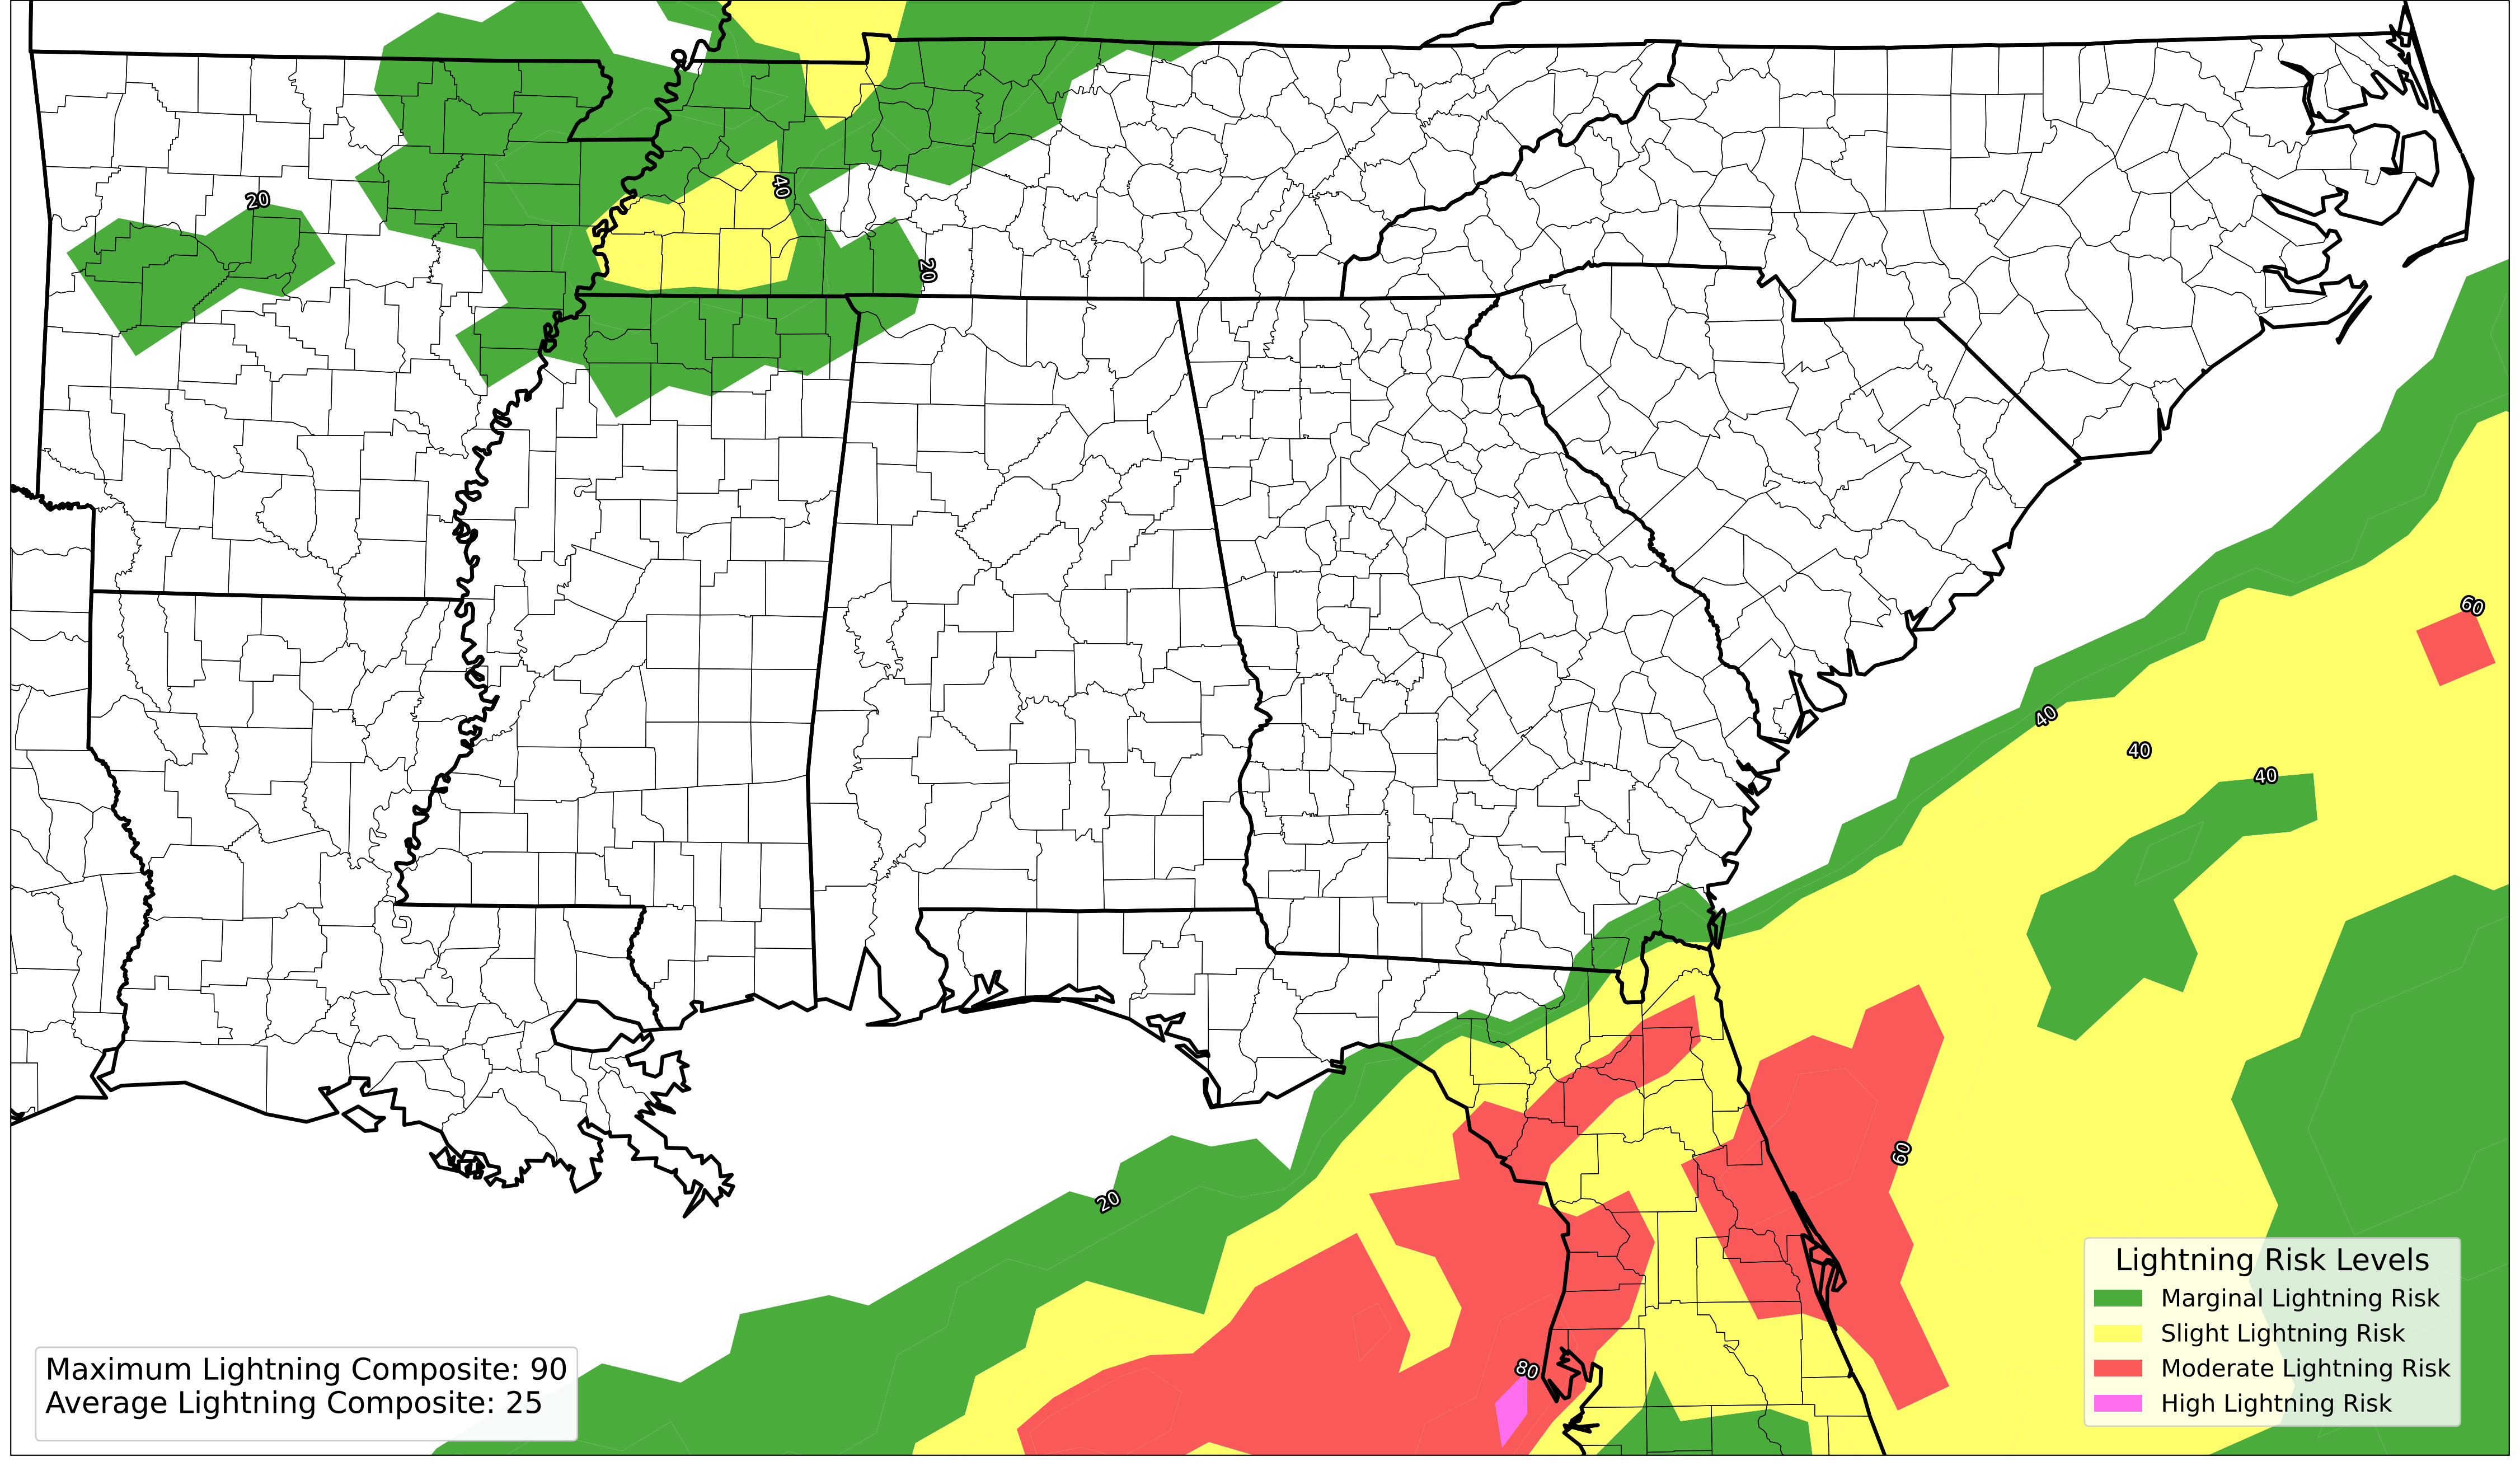 20
40
20
60
40
40
40
60
20
80
Lightning Risk Levels
Marginal Lightning Risk
Slight Lightning Risk
Moderate Lightning Risk
High Lightning Risk
Maximum Lightning Composite: 90
Average Lightning Composite: 25